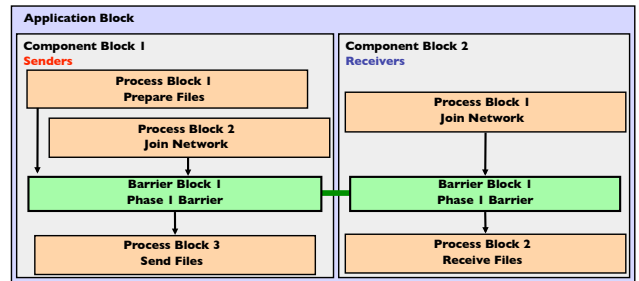 Application Block
Component Block 1
Senders
Process Block 1
Prepare Files
Process Block 2
Join Network
Barrier Block 1
Phase 1 Barrier
Process Block 3
Send Files
Component Block 2
Receivers
Process Block 1
Join Network
Barrier Block 1
Phase 1 Barrier
Process Block 2
Receive Files